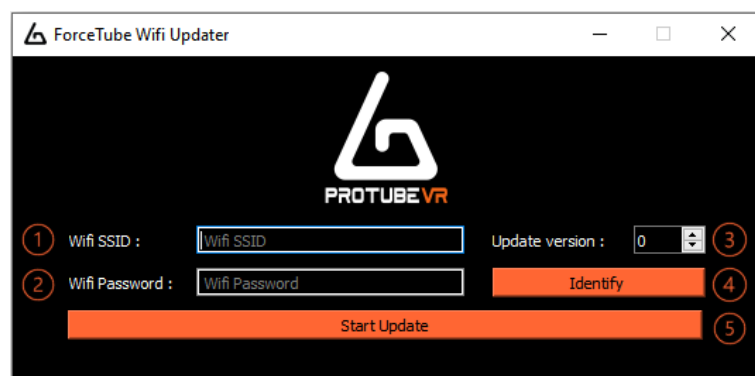 ForceTube Wifi Updater
PROTUBEVR
1 Wifi SSID : Wifi SSID Update version : 0 3
2 Wifi Password : Wifi Password Identify 4
Start Update 5